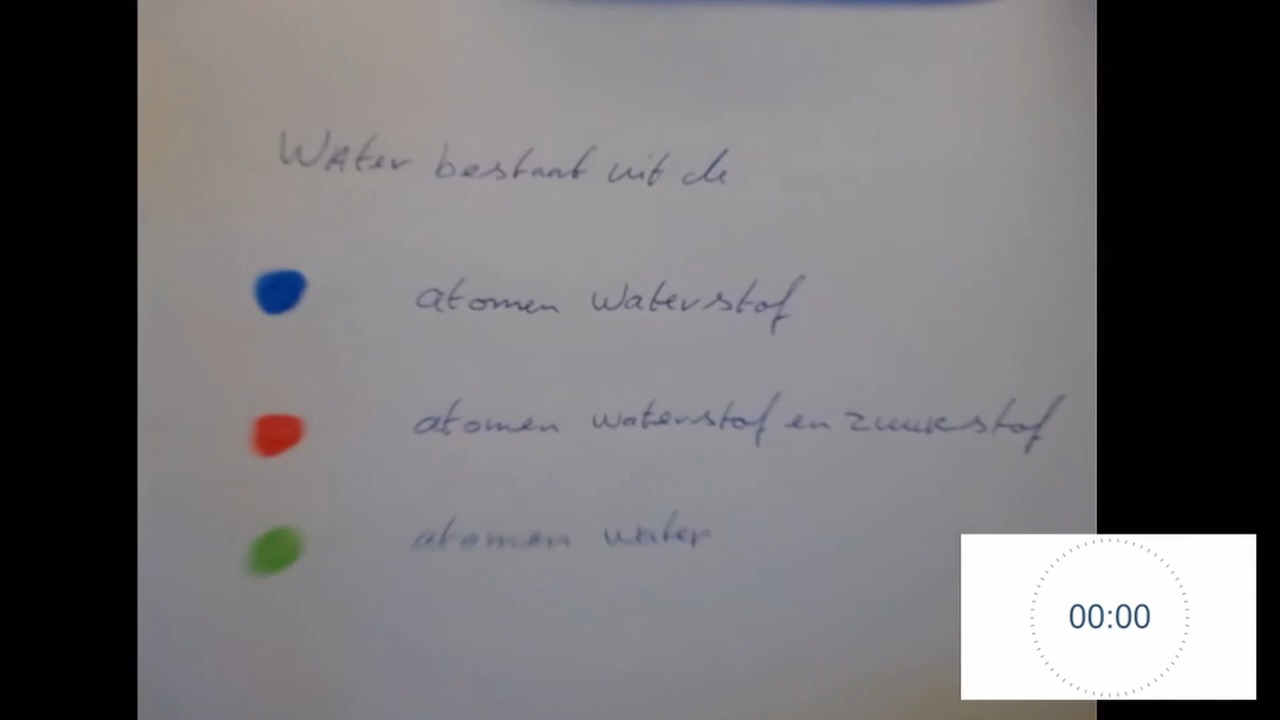 Water bestaat uit de
atomen waterstof
atomen waterstof en zuurstof
atomen water
00:00